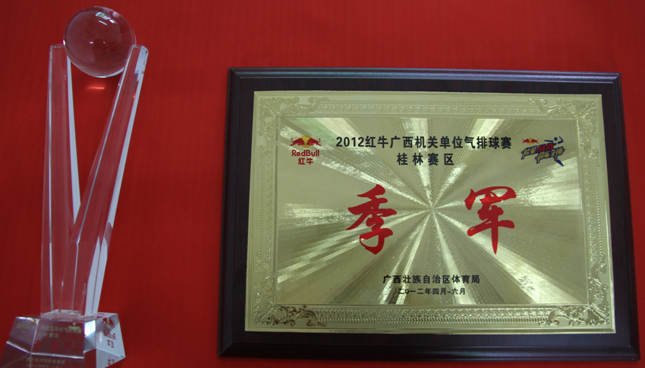 2012红牛广西机关单位气排球赛
桂林赛区
RedBull
红牛
季军
广西壮族自治区体育局
二〇一二年四月-六月